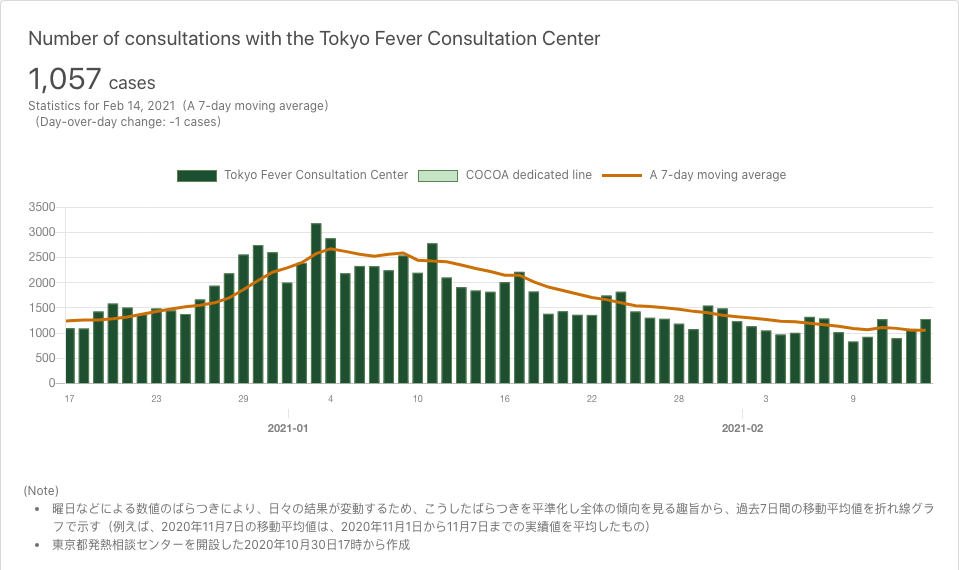 Number of consultations with the Tokyo Fever Consultation Center
1,057 cases
Statistics for Feb 14, 2021（A 7-day moving average）
（Day-over-day change: -1 cases）
Tokyo Fever Consultation Center
COCOA dedicated line
A 7-day moving average
3500
3000
2500
2000
1500
1000
500
0
17 23 29 4 10 16 22 28 3 9
2021-01 2021-02
(Note)
• 曜日などによる数値のばらつきにより、日々の結果が変動するため、こうしたばらつきを平準化し全体の傾向を見る趣旨から、過去7日間の移動平均値を折れ線グラ
フで示す（例えば、2020年11月7日の移動平均値は、2020年11月1日から11月7日までの実績値を平均したもの）
• 東京都発熱相談センターを開設した2020年10月30日17時から作成